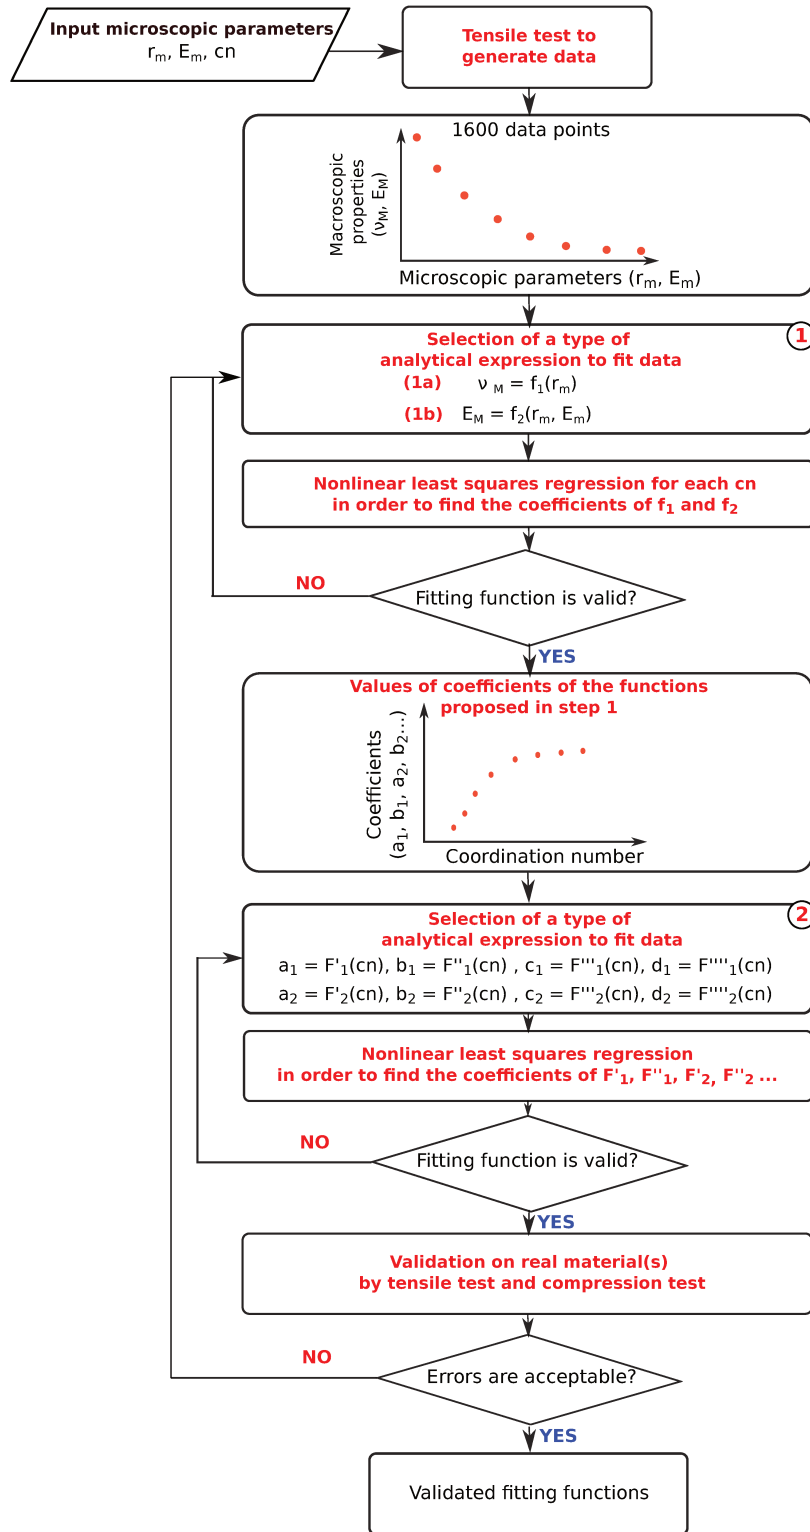 Input microscopic parameters
rₘ, Eₘ, cn
Tensile test to
generate data
1600 data points
Macroscopic
properties
(ν_M, E_M)
Microscopic parameters (rₘ, Eₘ)
1
Selection of a type of
analytical expression to fit data
(1a) ν_M = f₁(rₘ)
(1b) E_M = f₂(rₘ, Eₘ)
Nonlinear least squares regression for each cn
in order to find the coefficients of f₁ and f₂
Fitting function is valid?
NO
YES
Values of coefficients of the functions
proposed in step 1
Coefficients
(a₁, b₁, a₂, b₂...)
Coordination number
2
Selection of a type of
analytical expression to fit data
a₁ = F'₁(cn), b₁ = F''₁(cn) , c₁ = F'''₁(cn), d₁ = F''''₁(cn)
a₂ = F'₂(cn), b₂ = F''₂(cn) , c₂ = F'''₂(cn), d₂ = F''''₂(cn)
Nonlinear least squares regression
in order to find the coefficients of F'₁, F''₁, F'₂, F''₂ ...
Fitting function is valid?
NO
YES
Validation on real material(s)
by tensile test and compression test
Errors are acceptable?
NO
YES
Validated fitting functions